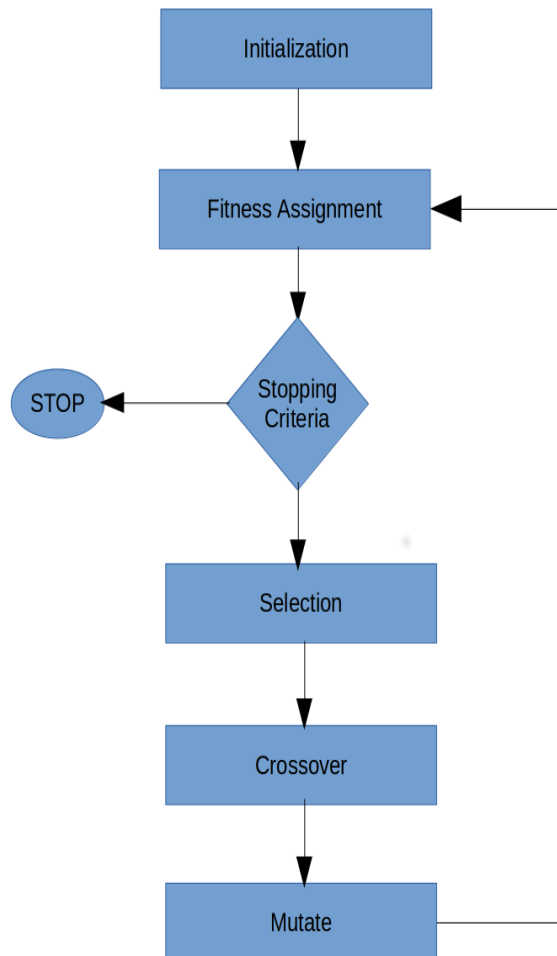 Initialization
Fitness Assignment
Stopping
Criteria
STOP
Selection
Crossover
Mutate